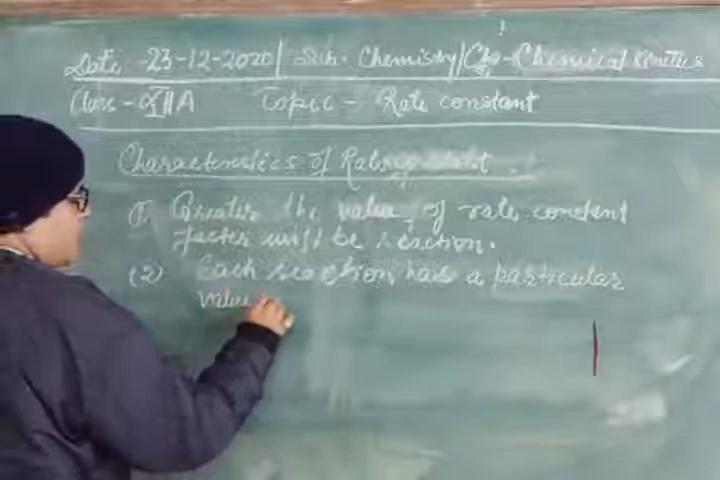 Date 23-12-2020 | Sub. Chemistry | Ch- Chemical Kinetics
Class - XII A Topic - Rate constant
Characteristics of Rate constant
(1) Greater the value of rate constant
faster will be reaction.
(2) Each reaction has a particular
value